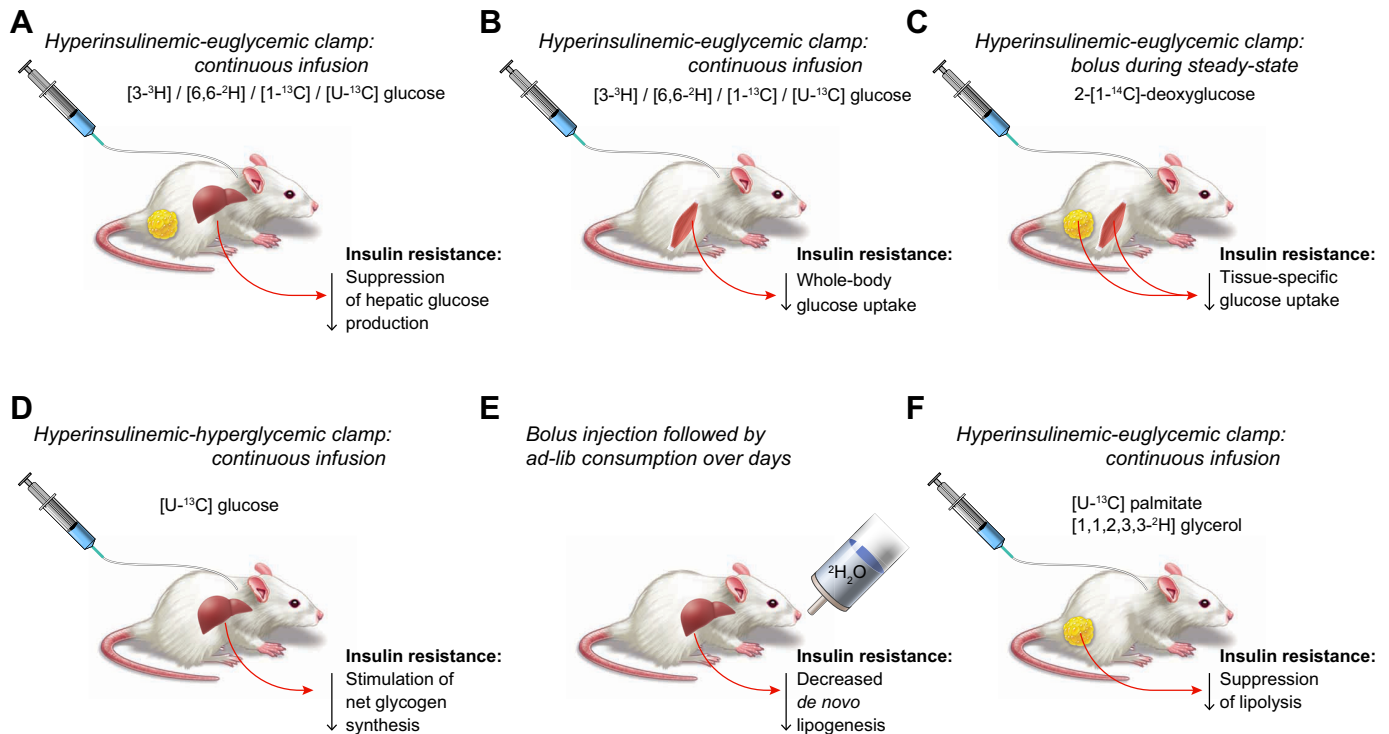 A
Hyperinsulinemic-euglycemic clamp:
continuous infusion
[3-³H] / [6,6-²H] / [1-¹³C] / [U-¹³C] glucose
Insulin resistance:
Suppression
of hepatic glucose
production
B
Hyperinsulinemic-euglycemic clamp:
continuous infusion
[3-³H] / [6,6-²H] / [1-¹³C] / [U-¹³C] glucose
Insulin resistance:
Whole-body
glucose uptake
C
Hyperinsulinemic-euglycemic clamp:
bolus during steady-state
2-[1-¹⁴C]-deoxyglucose
Insulin resistance:
Tissue-specific
glucose uptake
D
Hyperinsulinemic-hyperglycemic clamp:
continuous infusion
[U-¹³C] glucose
Insulin resistance:
Stimulation of
net glycogen
synthesis
E
Bolus injection followed by
ad-lib consumption over days
²H₂O
Insulin resistance:
Decreased
de novo
lipogenesis
F
Hyperinsulinemic-euglycemic clamp:
continuous infusion
[U-¹³C] palmitate
[1,1,2,3,3-²H] glycerol
Insulin resistance:
Suppression
of lipolysis